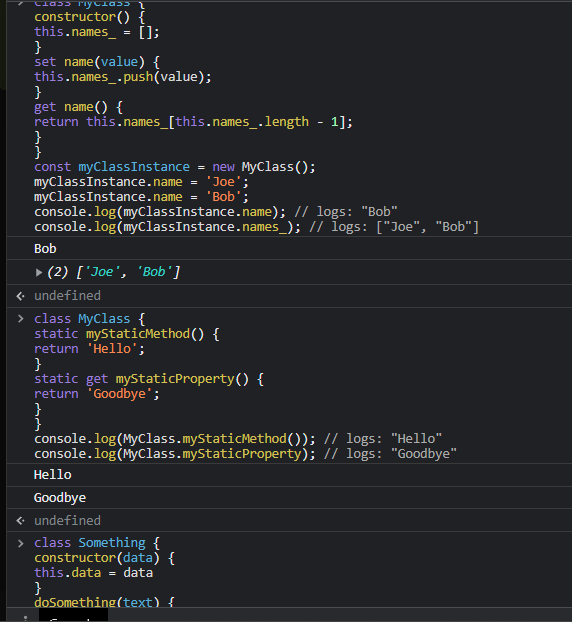 class MyClass {
constructor() {
this.names_ = [];
}
set name(value) {
this.names_.push(value);
}
get name() {
return this.names_[this.names_.length - 1];
}
}
const myClassInstance = new MyClass();
myClassInstance.name = 'Joe';
myClassInstance.name = 'Bob';
console.log(myClassInstance.name); // logs: "Bob"
console.log(myClassInstance.names_); // logs: ["Joe", "Bob"]
Bob
(2) ['Joe', 'Bob']
undefined
class MyClass {
static myStaticMethod() {
return 'Hello';
}
static get myStaticProperty() {
return 'Goodbye';
}
}
console.log(MyClass.myStaticMethod()); // logs: "Hello"
console.log(MyClass.myStaticProperty); // logs: "Goodbye"
Hello
Goodbye
undefined
class Something {
constructor(data) {
this.data = data
}
doSomething(text) {